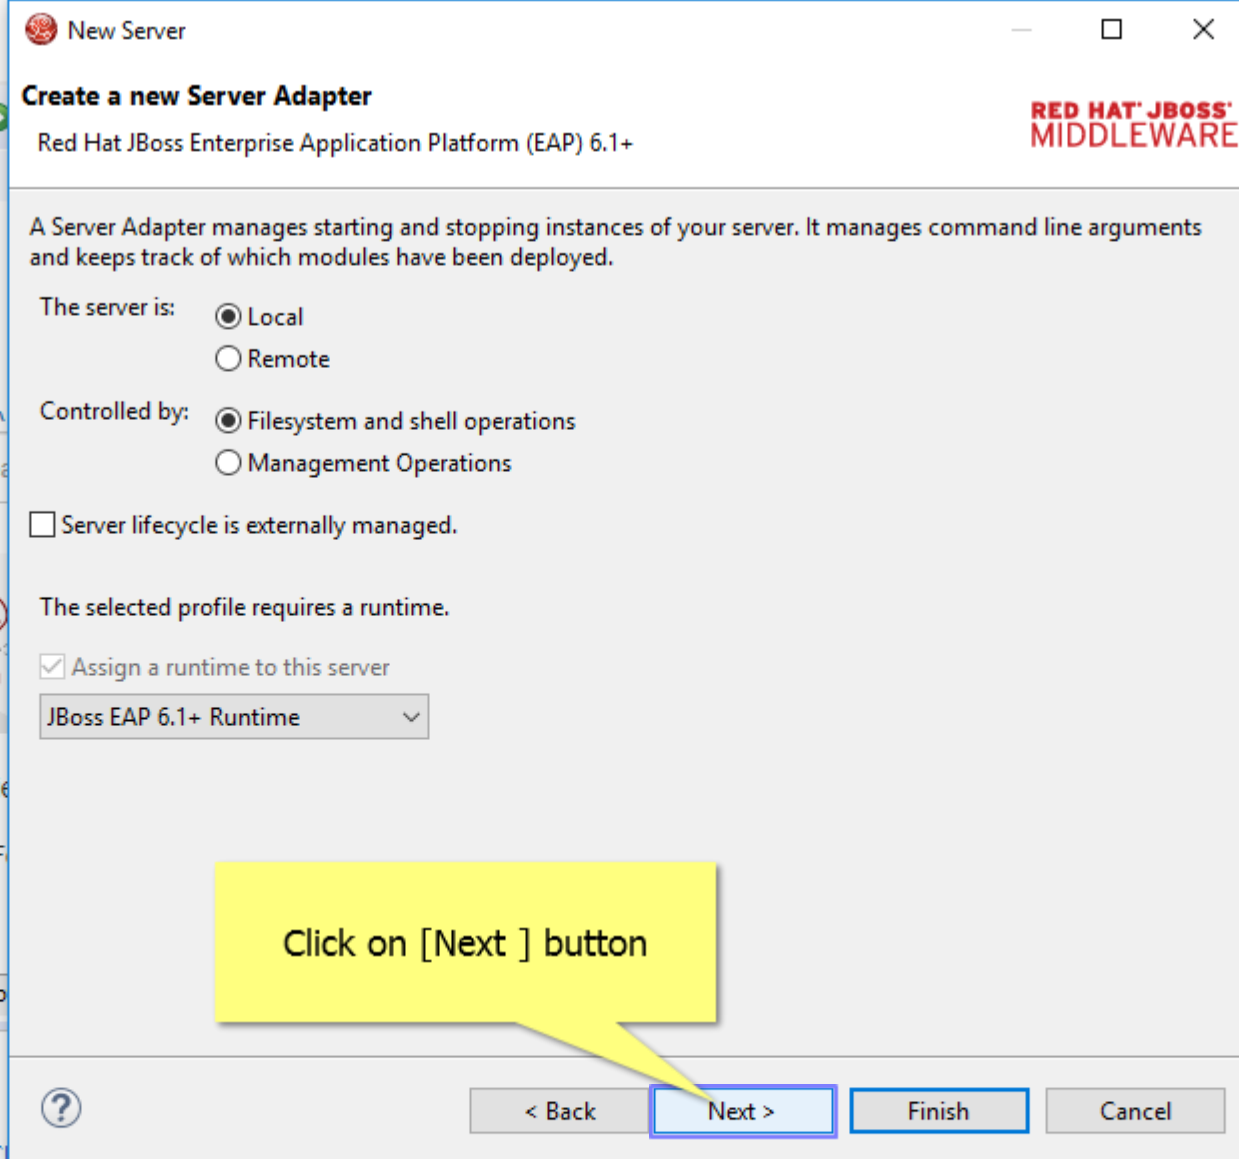 New Server
Create a new Server Adapter
Red Hat JBoss Enterprise Application Platform (EAP) 6.1+
RED HAT JBOSS
MIDDLEWARE
A Server Adapter manages starting and stopping instances of your server. It manages command line arguments
and keeps track of which modules have been deployed.
The server is:
Local
Remote
Controlled by:
Filesystem and shell operations
Management Operations
Server lifecycle is externally managed.
The selected profile requires a runtime.
Assign a runtime to this server
JBoss EAP 6.1+ Runtime
Click on [Next ] button
?
< Back
Next >
Finish
Cancel